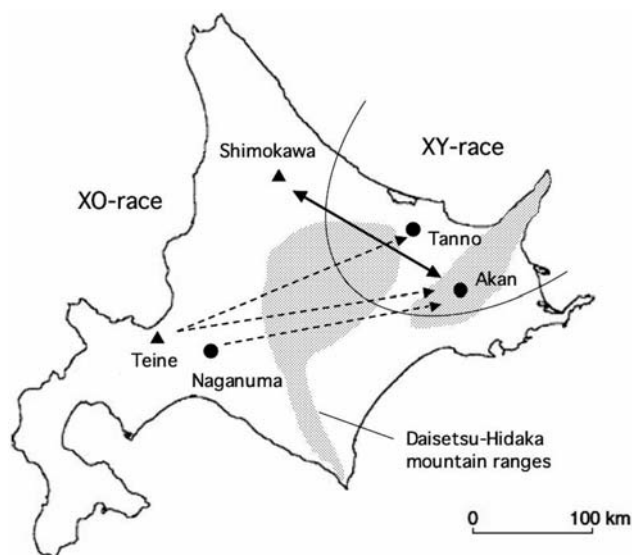 Shimokawa
XY-race
XO-race
Tanno
Akan
Teine
Naganuma
Daisetsu-Hidaka
mountain ranges
0 100 km